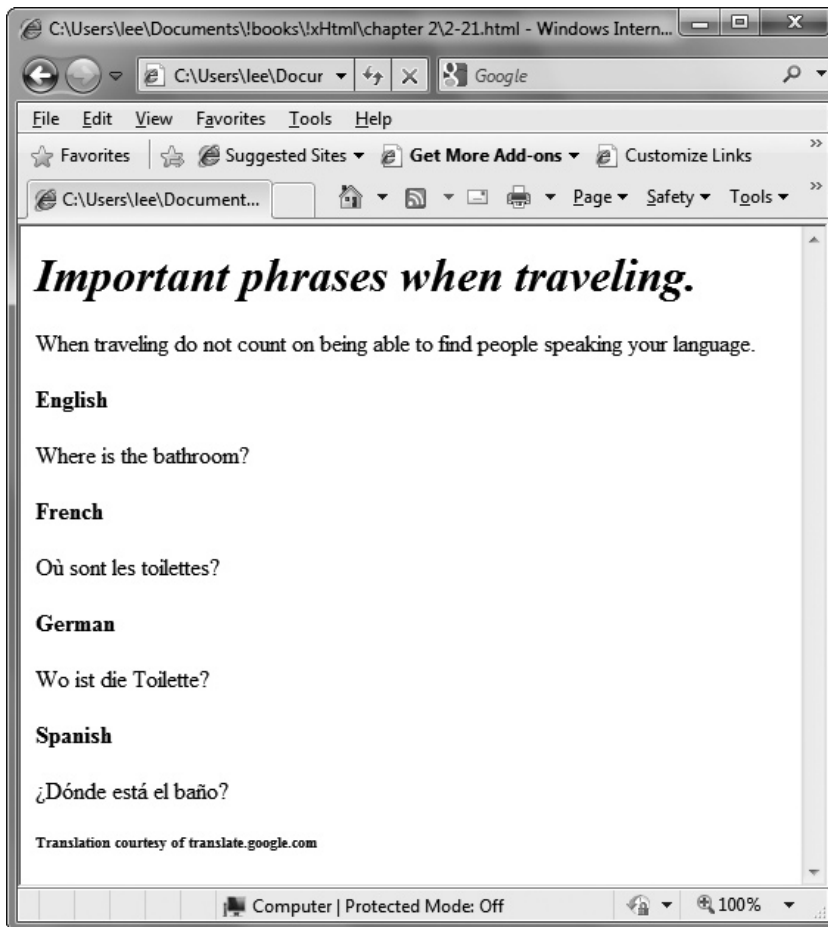 C:\Users\lee\Documents\!books\!xHtml\chapter 2\2-21.html - Windows Intern...
C:\Users\lee\Docur Google
File Edit View Favorites Tools Help
Favorites Suggested Sites Get More Add-ons Customize Links
C:\Users\lee\Document... Page Safety Tools
Important phrases when traveling.
When traveling do not count on being able to find people speaking your language.
English
Where is the bathroom?
French
Où sont les toilettes?
German
Wo ist die Toilette?
Spanish
¿Dónde está el baño?
Translation courtesy of translate.google.com
Computer | Protected Mode: Off 100%